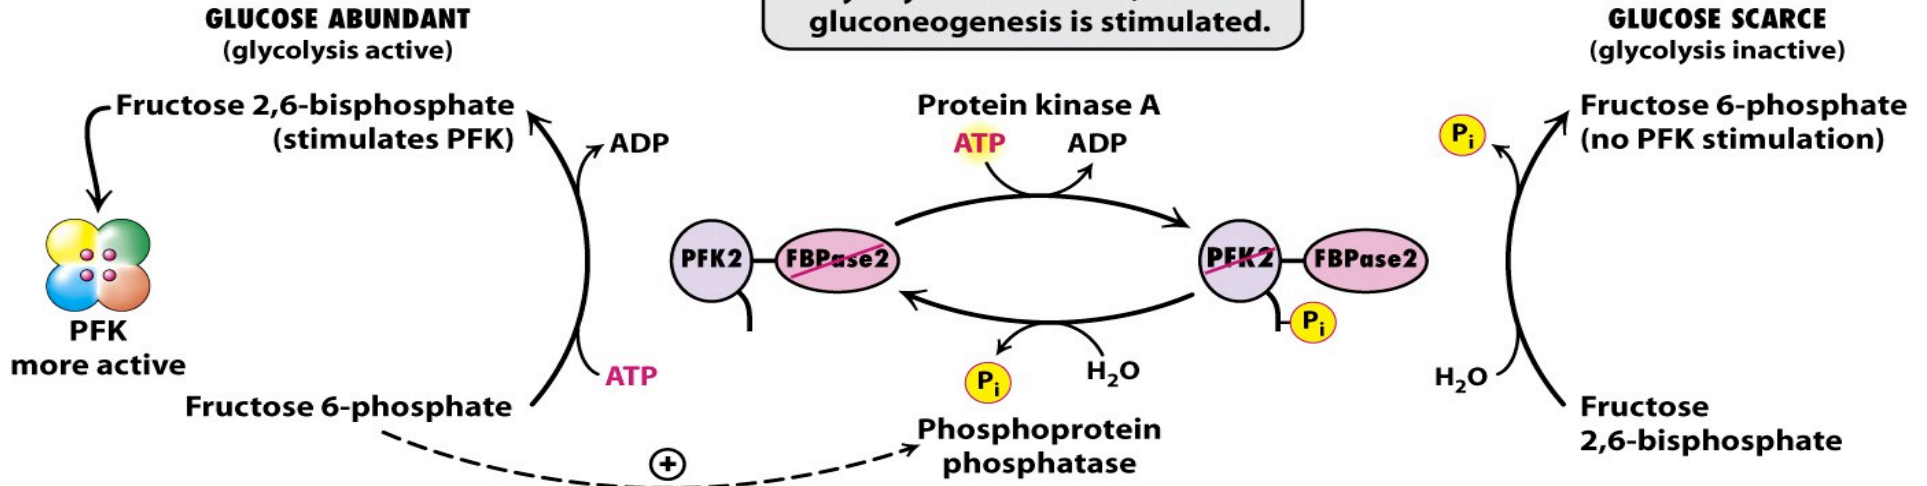 gluconeogenesis is stimulated.
GLUCOSE ABUNDANT
(glycolysis active)
Fructose 2,6-bisphosphate
(stimulates PFK)
ADP
PFK
more active
ATP
Fructose 6-phosphate
Protein kinase A
ATP
ADP
PFK2
FBPase2
PFK2
FBPase2
Pi
Pi
H2O
Phosphoprotein
phosphatase
+
GLUCOSE SCARCE
(glycolysis inactive)
Fructose 6-phosphate
(no PFK stimulation)
Pi
H2O
Fructose
2,6-bisphosphate